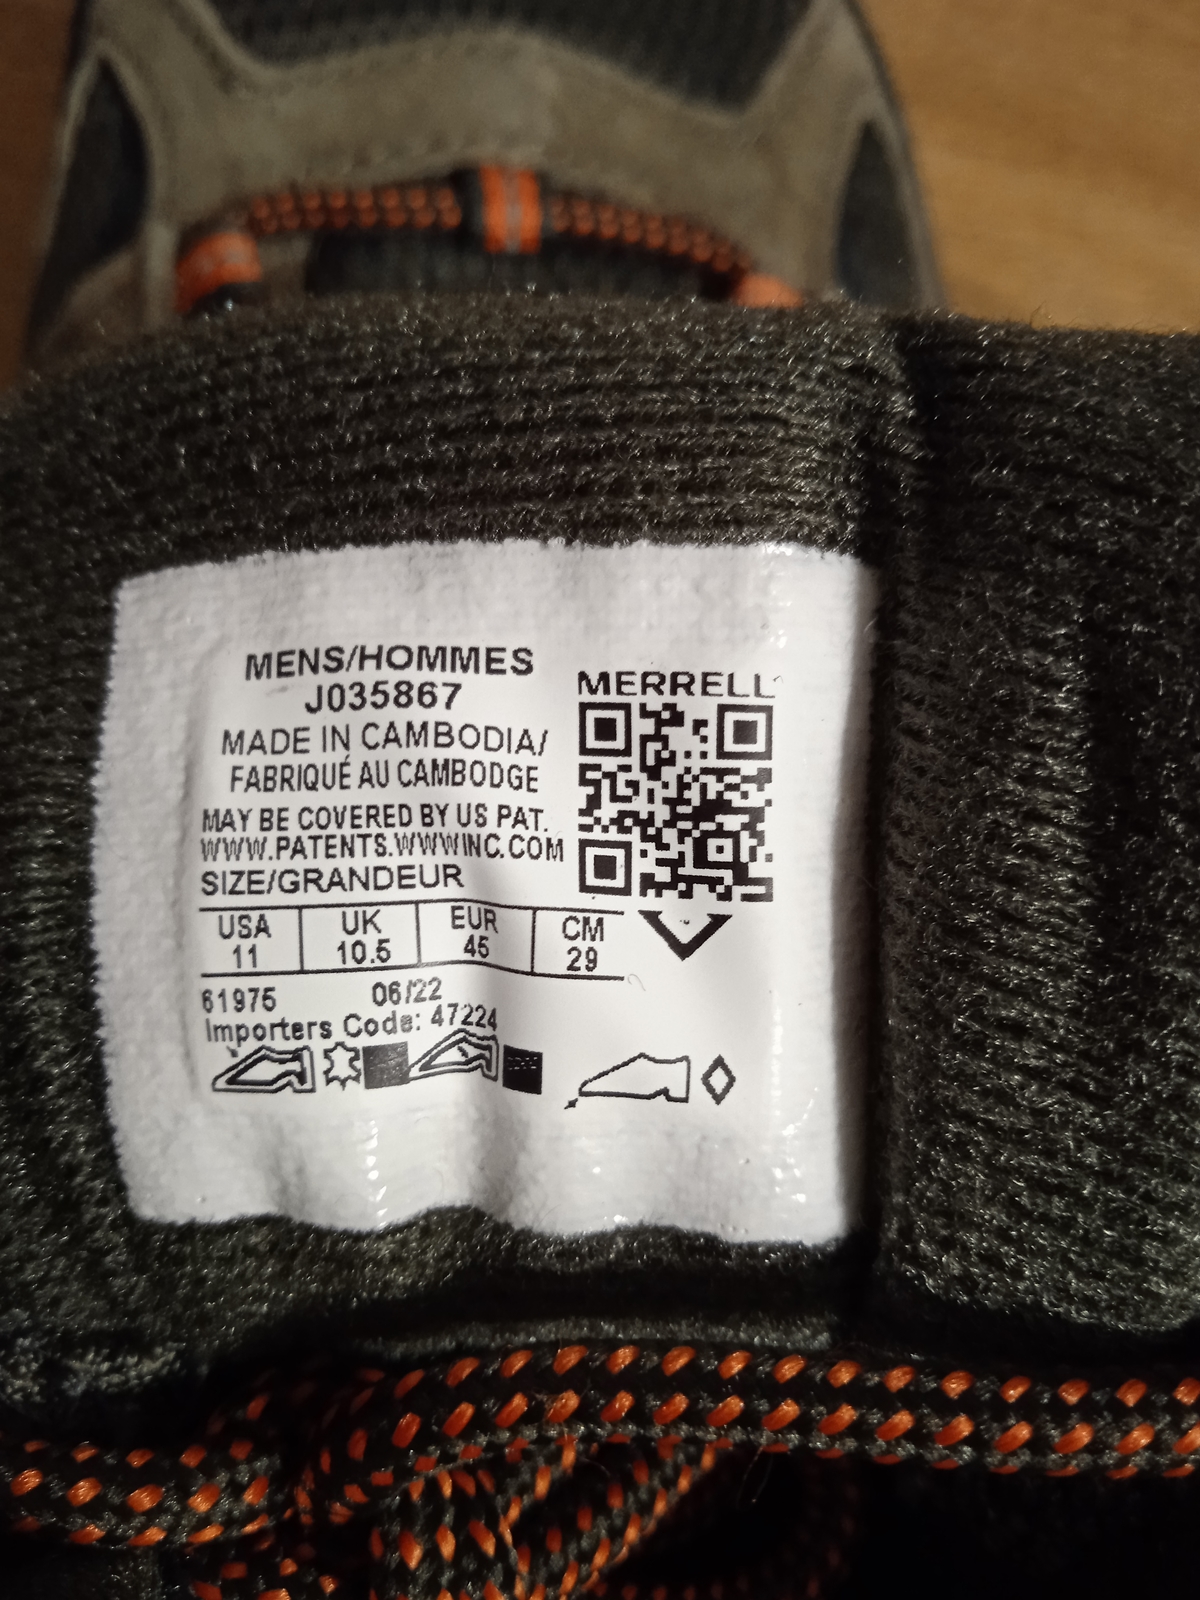 MENS/HOMMES
J035867
MADE IN CAMBODIA/
FABRIQUÉ AU CAMBODGE
MAY BE COVERED BY US PAT.
WWW.PATENTS.WWWINC.COM
SIZE/GRANDEUR
MERRELL
USA UK EUR CM
11 10.5 45 29
61975 06/22
Importers Code: 47224